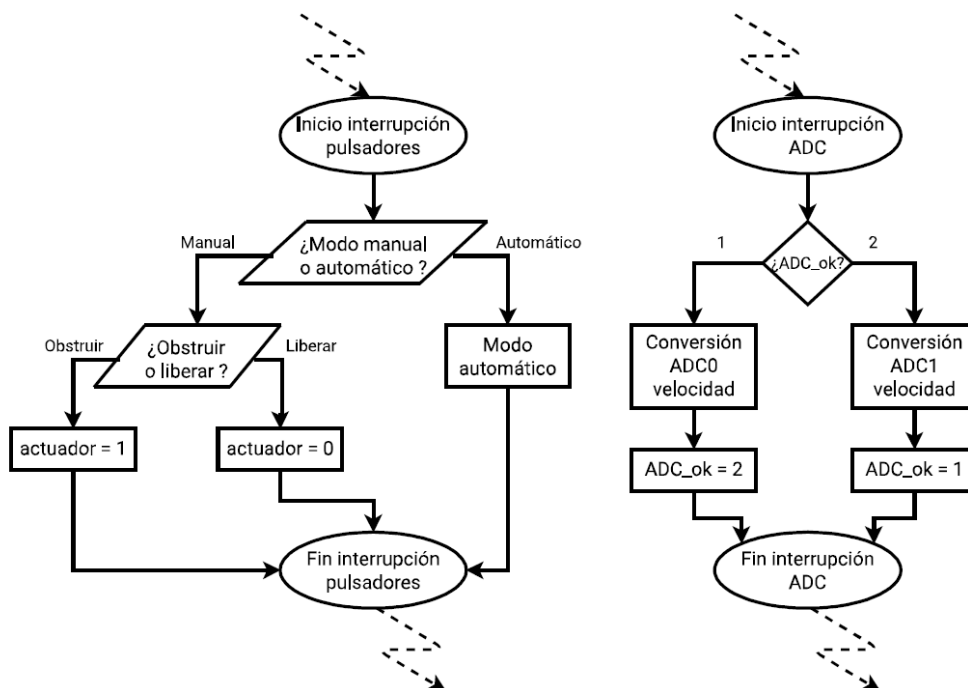 Inicio interrupción
pulsadores
¿Modo manual
o automático ?
Manual
Automático
¿Obstruir
o liberar ?
Obstruir
Liberar
Modo
automático
actuador = 1
actuador = 0
Fin interrupción
pulsadores
Inicio interrupción
ADC
¿ADC_ok?
1
2
Conversión
ADC0
velocidad
Conversión
ADC1
velocidad
ADC_ok = 2
ADC_ok = 1
Fin interrupción
ADC